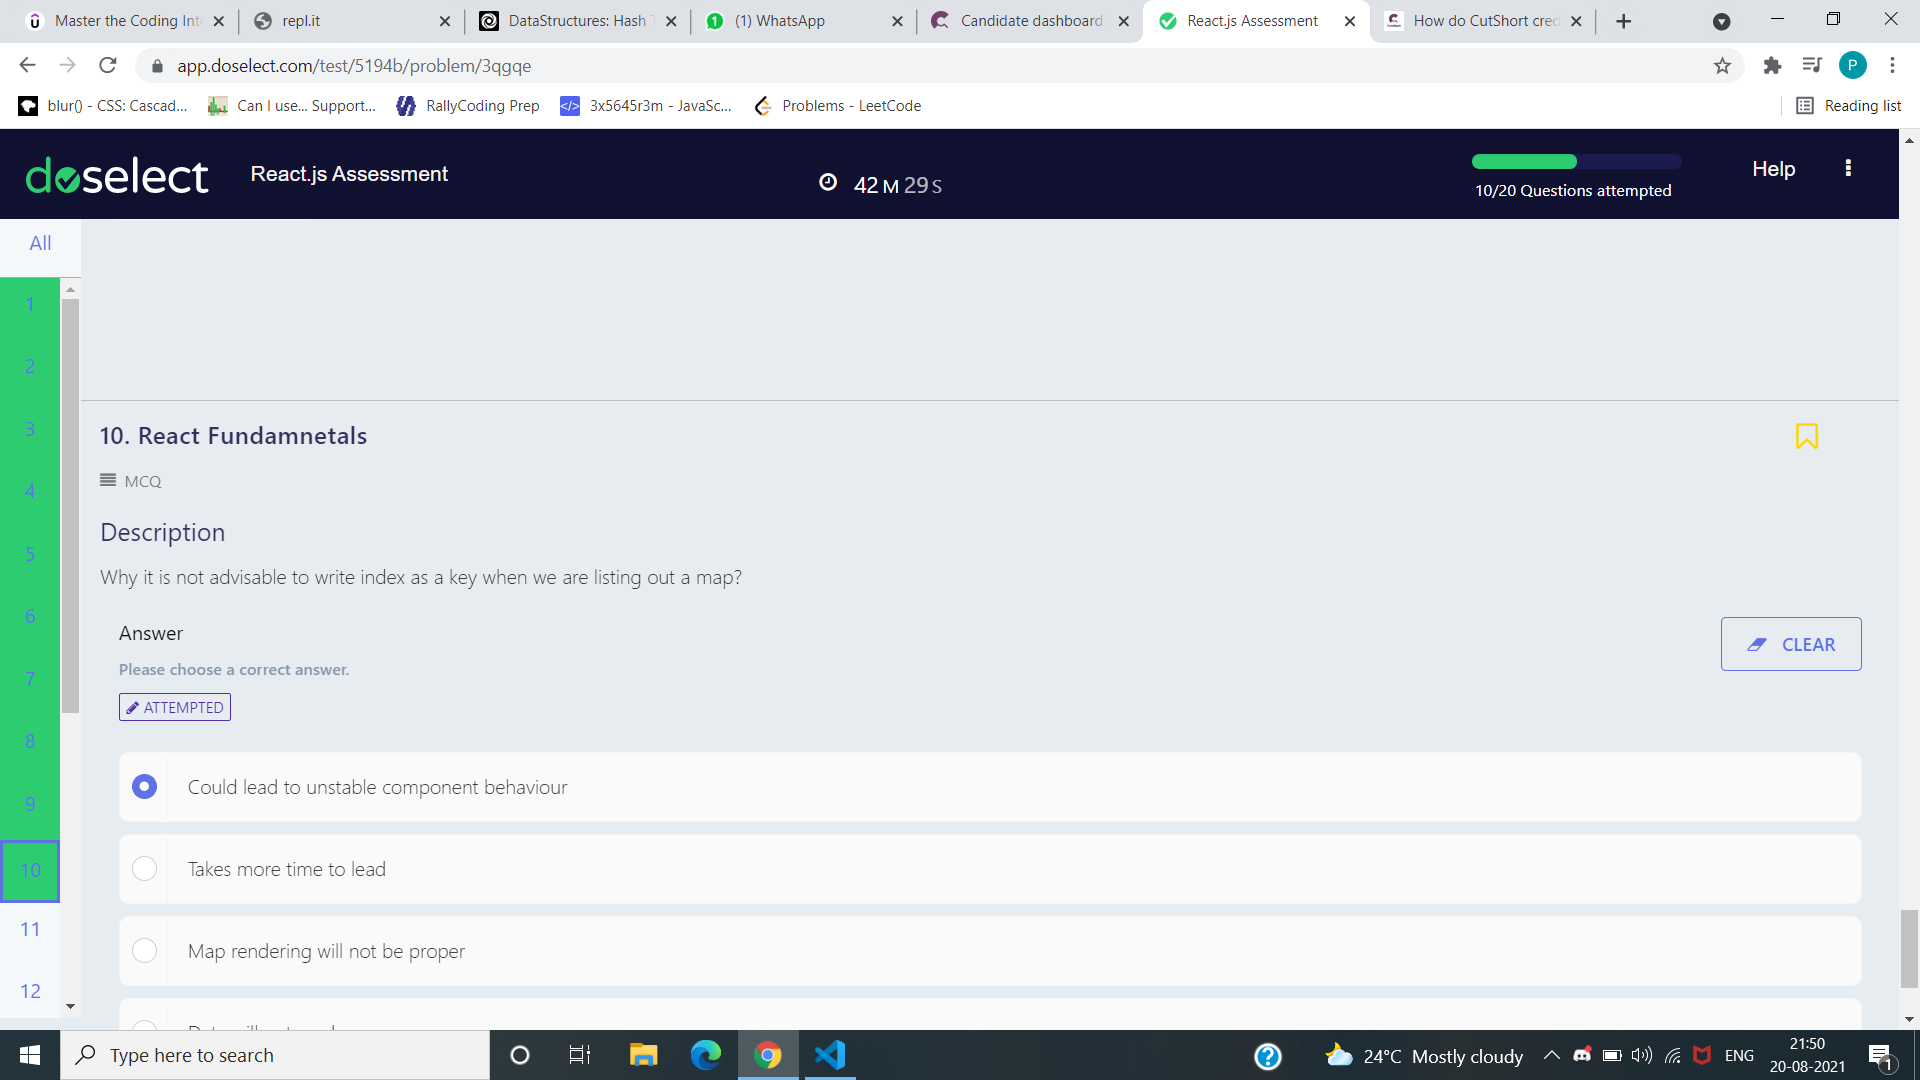 Master the Coding Int
repl.it
DataStructures: Hash T
(1) WhatsApp
Candidate dashboard
React.js Assessment
How do CutShort cred
app.doselect.com/test/5194b/problem/3qgqe
P
blur() - CSS: Cascad...
Can I use... Support...
RallyCoding Prep
3x5645r3m - JavaSc...
Problems - LeetCode
Reading list
doselect
React.js Assessment
42 M 29 S
10/20 Questions attempted
Help
All
1
2
3
4
5
6
7
8
9
10
11
12
10. React Fundamnetals
MCQ
Description
Why it is not advisable to write index as a key when we are listing out a map?
Answer
CLEAR
Please choose a correct answer.
ATTEMPTED
Could lead to unstable component behaviour
Takes more time to lead
Map rendering will not be proper
Type here to search
24°C Mostly cloudy
ENG
21:50
20-08-2021
1